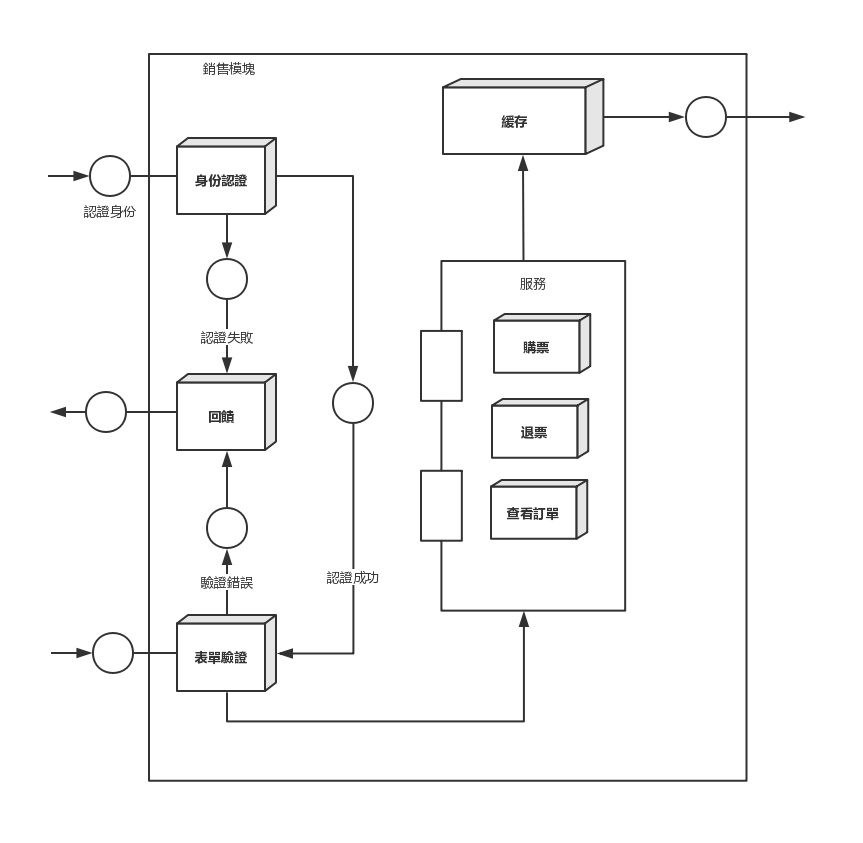 銷售模塊
緩存
身份認證
認證身份
服務
認證失敗
購票
回饋
退票
查看訂單
認證成功
驗證錯誤
表單驗證